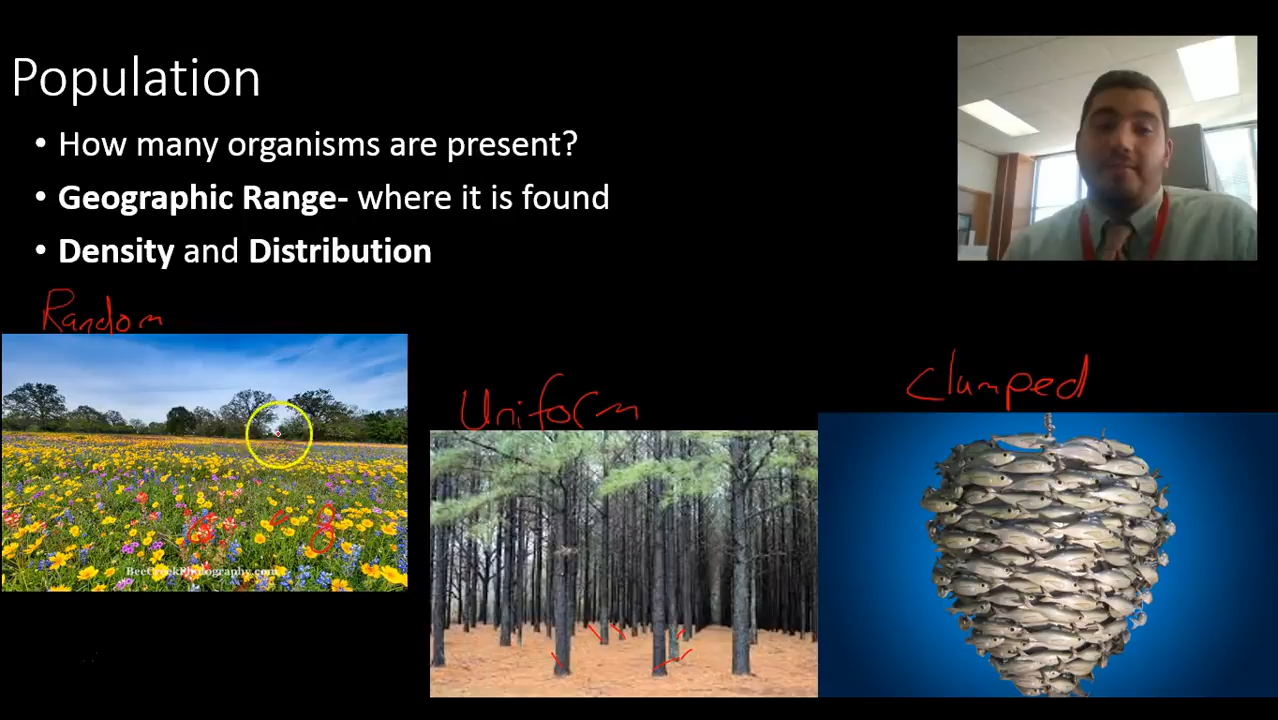 Population
• How many organisms are present?
• Geographic Range- where it is found
• Density and Distribution
Random
Uniform
Clumped
BeeCreekPhotography.com